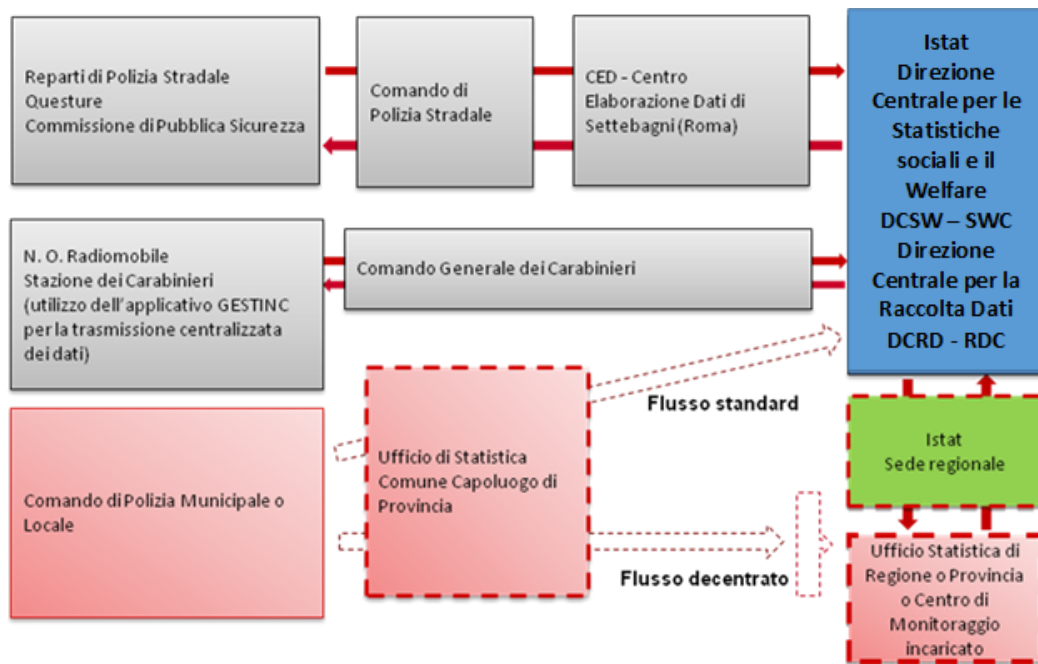 Reparti di Polizia Stradale
Questure
Commissione di Pubblica Sicurezza
Comando di
Polizia Stradale
CED - Centro
Elaborazione Dati di
Settebagni (Roma)
Istat
Direzione
Centrale per le
Statistiche
sociali e il
Welfare
DCSW – SWC
Direzione
Centrale per la
Raccolta Dati
DCRD - RDC
N. O. Radiomobile
Stazione dei Carabinieri
(utilizzo dell'applicativo GESTINC
per la trasmissione centralizzata
dei dati)
Comando Generale dei Carabinieri
Flusso standard
Comando di Polizia Municipale o
Locale
Ufficio di Statistica
Comune Capoluogo di
Provincia
Istat
Sede regionale
Flusso decentrato
Ufficio Statistica di
Regione o Provincia
o Centro di
Monitoraggio
incaricato